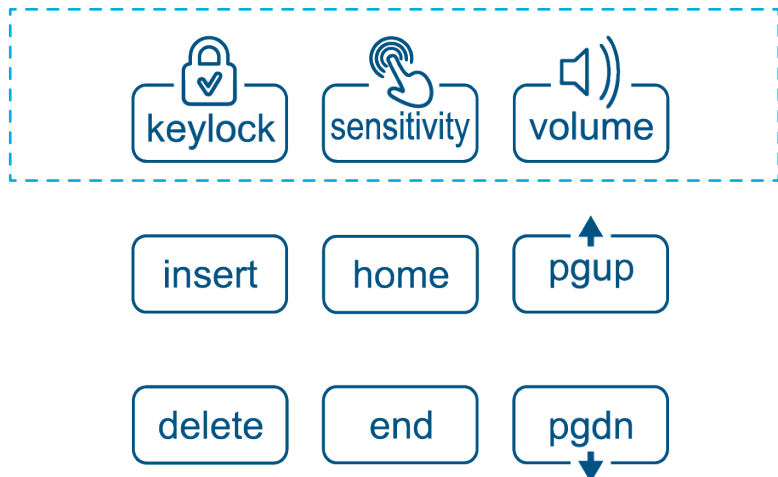 keylock sensitivity volume
insert home pgup
delete end pgdn